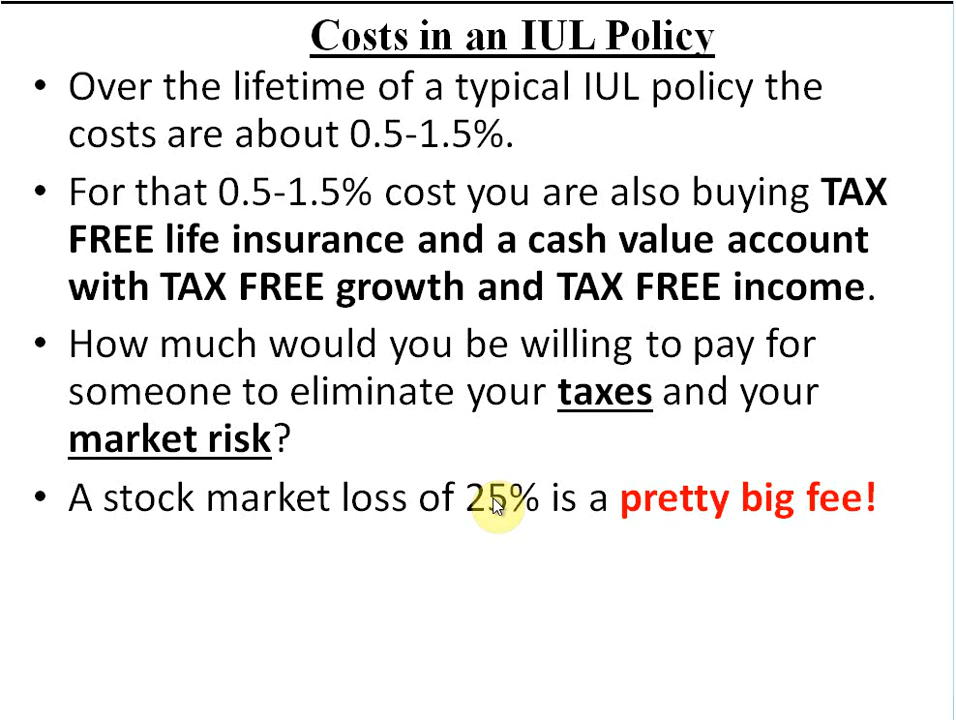 Costs in an IUL Policy
• Over the lifetime of a typical IUL policy the
costs are about 0.5-1.5%.
• For that 0.5-1.5% cost you are also buying TAX
FREE life insurance and a cash value account
with TAX FREE growth and TAX FREE income.
• How much would you be willing to pay for
someone to eliminate your taxes and your
market risk?
• A stock market loss of 25% is a pretty big fee!